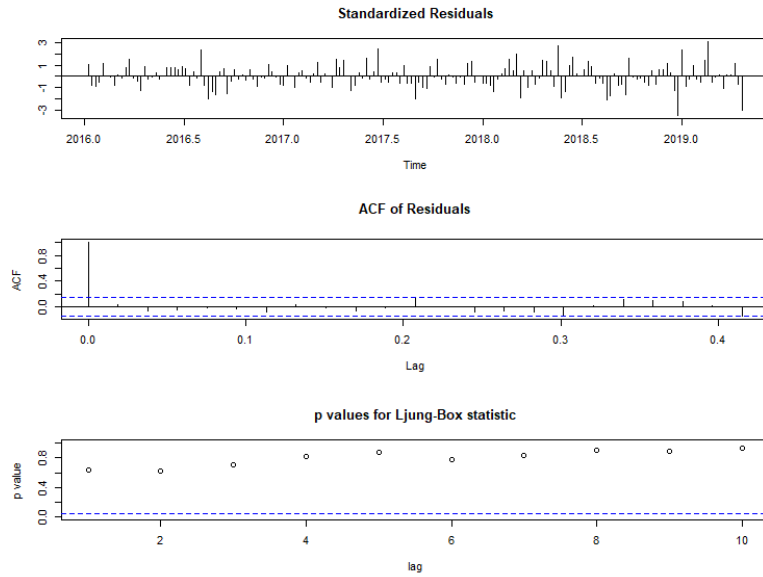 Standardized Residuals
3
1
-1
-3
2016.0 2016.5 2017.0 2017.5 2018.0 2018.5 2019.0
Time
ACF of Residuals
ACF
0.8
0.4
0.0
0.0 0.1 0.2 0.3 0.4
Lag
p values for Ljung-Box statistic
p value
0.8
0.4
0.0
2 4 6 8 10
lag